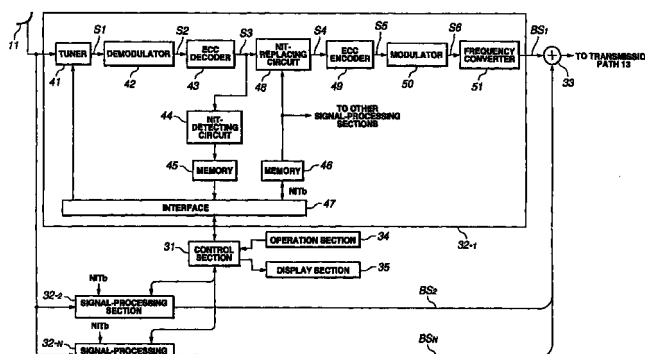 11
S1
S2
S3
S4
S5
S6
BS1
TUNER
DEMODULATOR
ECC
DECODER
NIT-
REPLACING
CIRCUIT
ECC
ENCODER
MODULATOR
FREQUENCY
CONVERTER
TO TRANSMISSION
PATH 13
41
42
43
48
49
50
51
33
44
NIT-
DETECTING
CIRCUIT
TO OTHER
SIGNAL-PROCESSING
SECTIONS
45
MEMORY
MEMORY
46
NITb
INTERFACE
47
32-1
31
CONTROL
SECTION
OPERATION SECTION
34
DISPLAY SECTION
35
NITb
32-2
SIGNAL-PROCESSING
SECTION
BS2
NITb
32-N
SIGNAL-PROCESSING
BSN